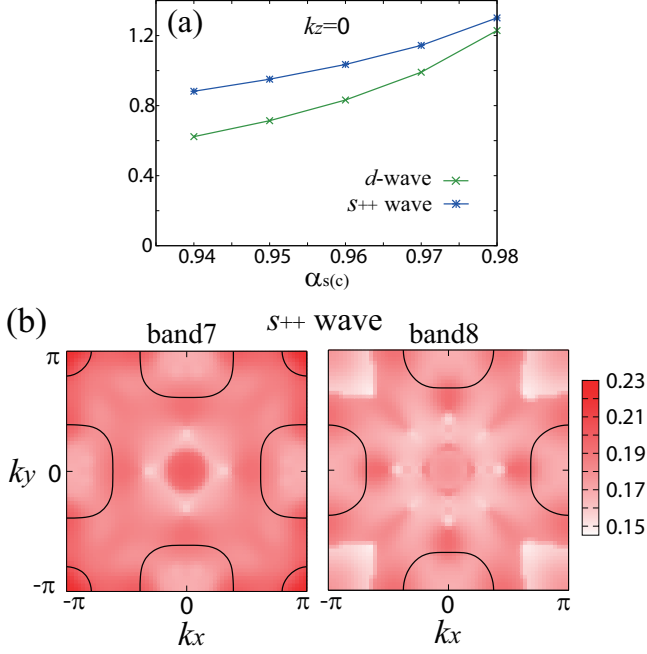 (a)
kz=0
1.2
0.8
0.4
0
d-wave
s++ wave
0.94 0.95 0.96 0.97 0.98
αs(c)
(b)
s++ wave
band7 band8
π
ky 0
-π
-π 0 π
kx
-π 0 π
kx
0.23
0.21
0.19
0.17
0.15